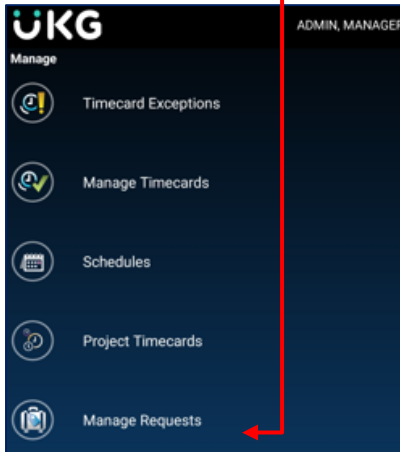 UKG
ADMIN, MANAGER
Manage
Timecard Exceptions
Manage Timecards
Schedules
Project Timecards
Manage Requests